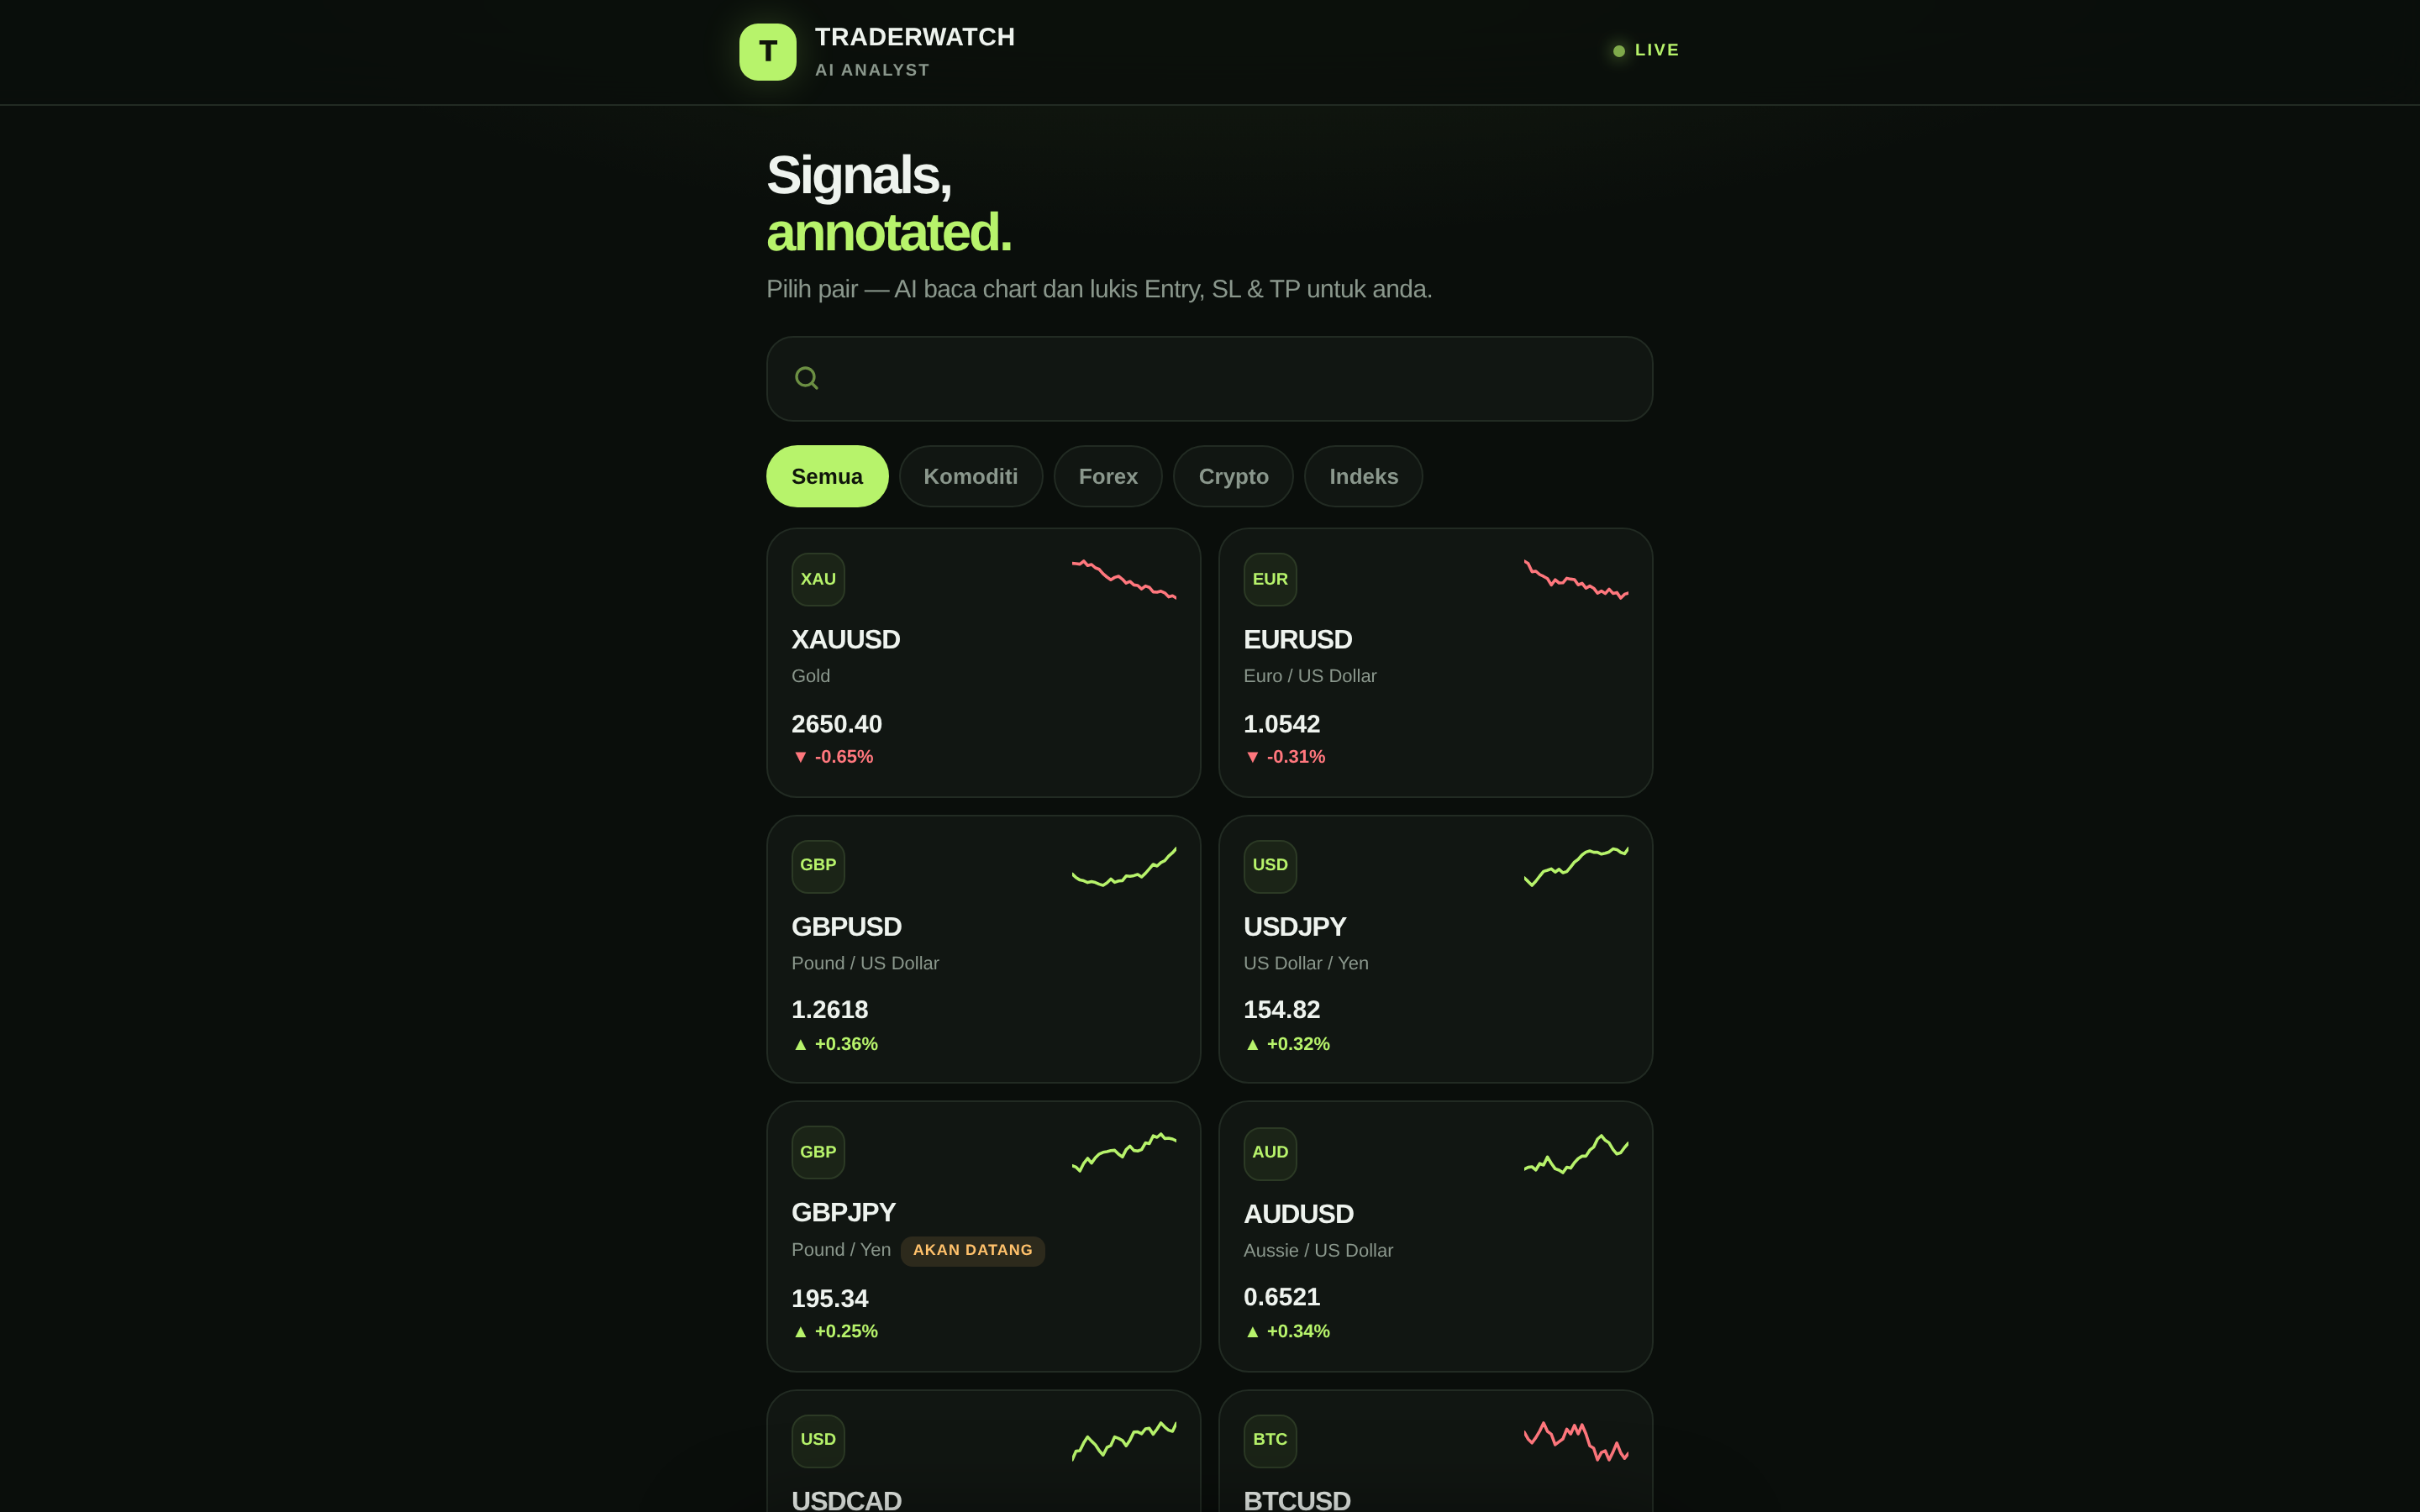 T
TRADERWATCH
AI ANALYST
LIVE
Signals,
annotated.
Pilih pair — AI baca chart dan lukis Entry, SL & TP untuk anda.
Semua
Komoditi
Forex
Crypto
Indeks
XAU
XAUUSD
Gold
2650.40
▼ -0.65%
EUR
EURUSD
Euro / US Dollar
1.0542
▼ -0.31%
GBP
GBPUSD
Pound / US Dollar
1.2618
▲ +0.36%
USD
USDJPY
US Dollar / Yen
154.82
▲ +0.32%
GBP
GBPJPY
Pound / Yen AKAN DATANG
195.34
▲ +0.25%
AUD
AUDUSD
Aussie / US Dollar
0.6521
▲ +0.34%
USD
USDCAD
BTC
BTCUSD